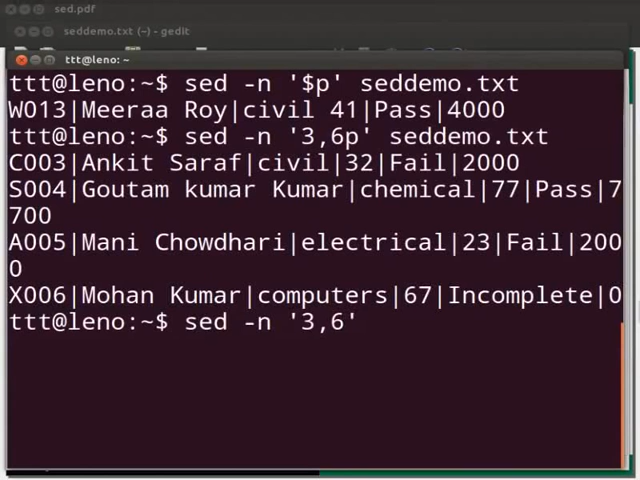 sed.pdf
seddemo.txt (~) - gedit
ttt@leno: ~
ttt@leno:~$ sed -n '$p' seddemo.txt
W013|Meeraa Roy|civil 41|Pass|4000
ttt@leno:~$ sed -n '3,6p' seddemo.txt
C003|Ankit Saraf|civil|32|Fail|2000
S004|Goutam kumar Kumar|chemical|77|Pass|7
700
A005|Mani Chowdhari|electrical|23|Fail|200
0
X006|Mohan Kumar|computers|67|Incomplete|0
ttt@leno:~$ sed -n '3,6'